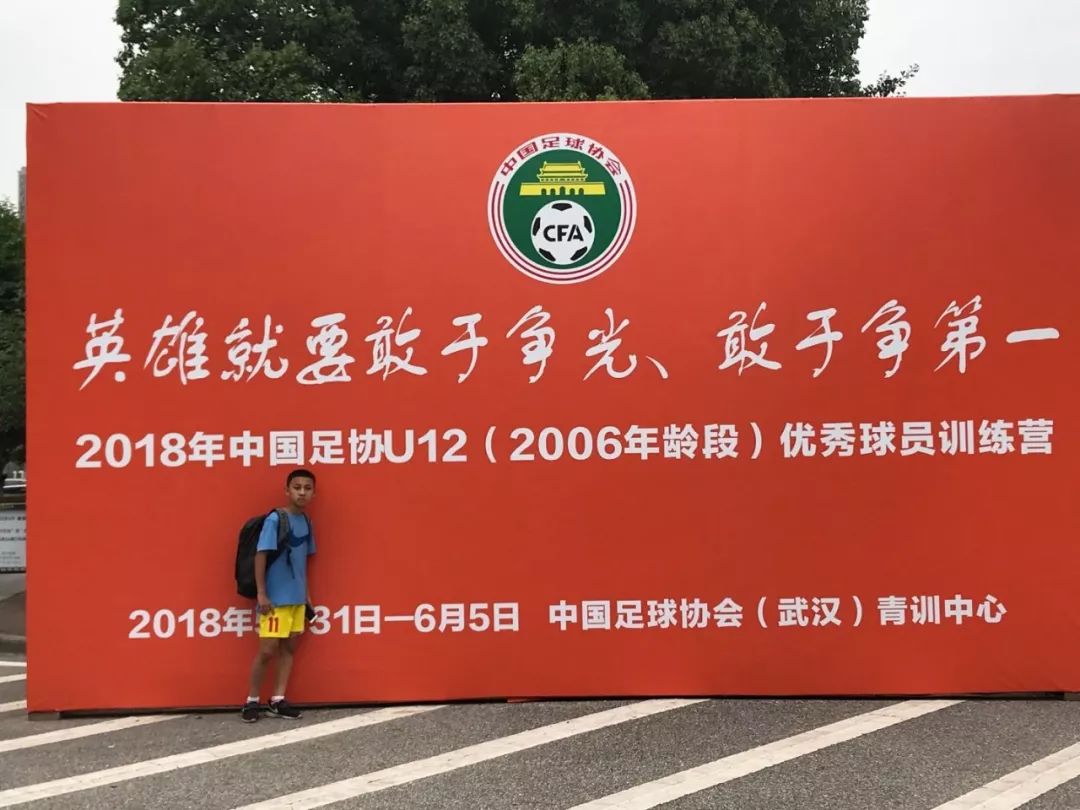 中国足球协会
CFA
英雄就要敢于争光、敢于争第一
2018年中国足协U12（2006年龄段）优秀球员训练营
11
2018年 31日—6月5日 中国足球协会（武汉）青训中心